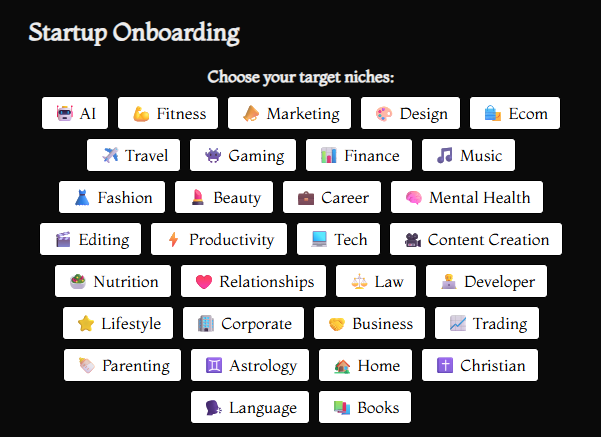 Startup Onboarding
Choose your target niches:
AI Fitness Marketing Design Ecom
Travel Gaming Finance Music
Fashion Beauty Career Mental Health
Editing Productivity Tech Content Creation
Nutrition Relationships Law Developer
Lifestyle Corporate Business Trading
Parenting Astrology Home Christian
Language Books